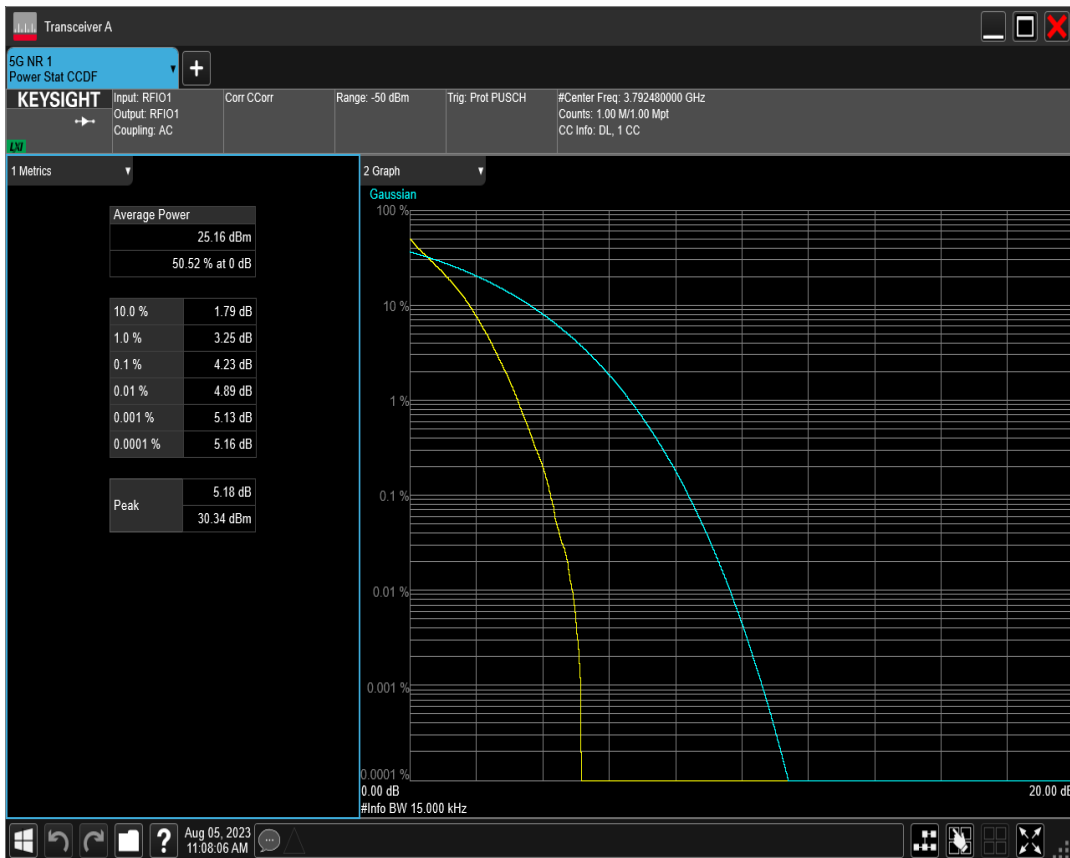 Transceiver A
5G NR 1
Power Stat CCDF
+
KEYSIGHT
LXI
Input: RFIO1
Output: RFIO1
Coupling: AC
Corr CCorr
Range: -50 dBm
Trig: Prot PUSCH
#Center Freq: 3.792480000 GHz
Counts: 1.00 M/1.00 Mpt
CC Info: DL, 1 CC
1 Metrics
Average Power
25.16 dBm
50.52 % at 0 dB
10.0 % 1.79 dB
1.0 % 3.25 dB
0.1 % 4.23 dB
0.01 % 4.89 dB
0.001 % 5.13 dB
0.0001 % 5.16 dB
Peak
5.18 dB
30.34 dBm
2 Graph
Gaussian
100 %
10 %
1 %
0.1 %
0.01 %
0.001 %
0.0001 %
0.00 dB 20.00 dB
#Info BW 15.000 kHz
?
Aug 05, 2023
11:08:06 AM